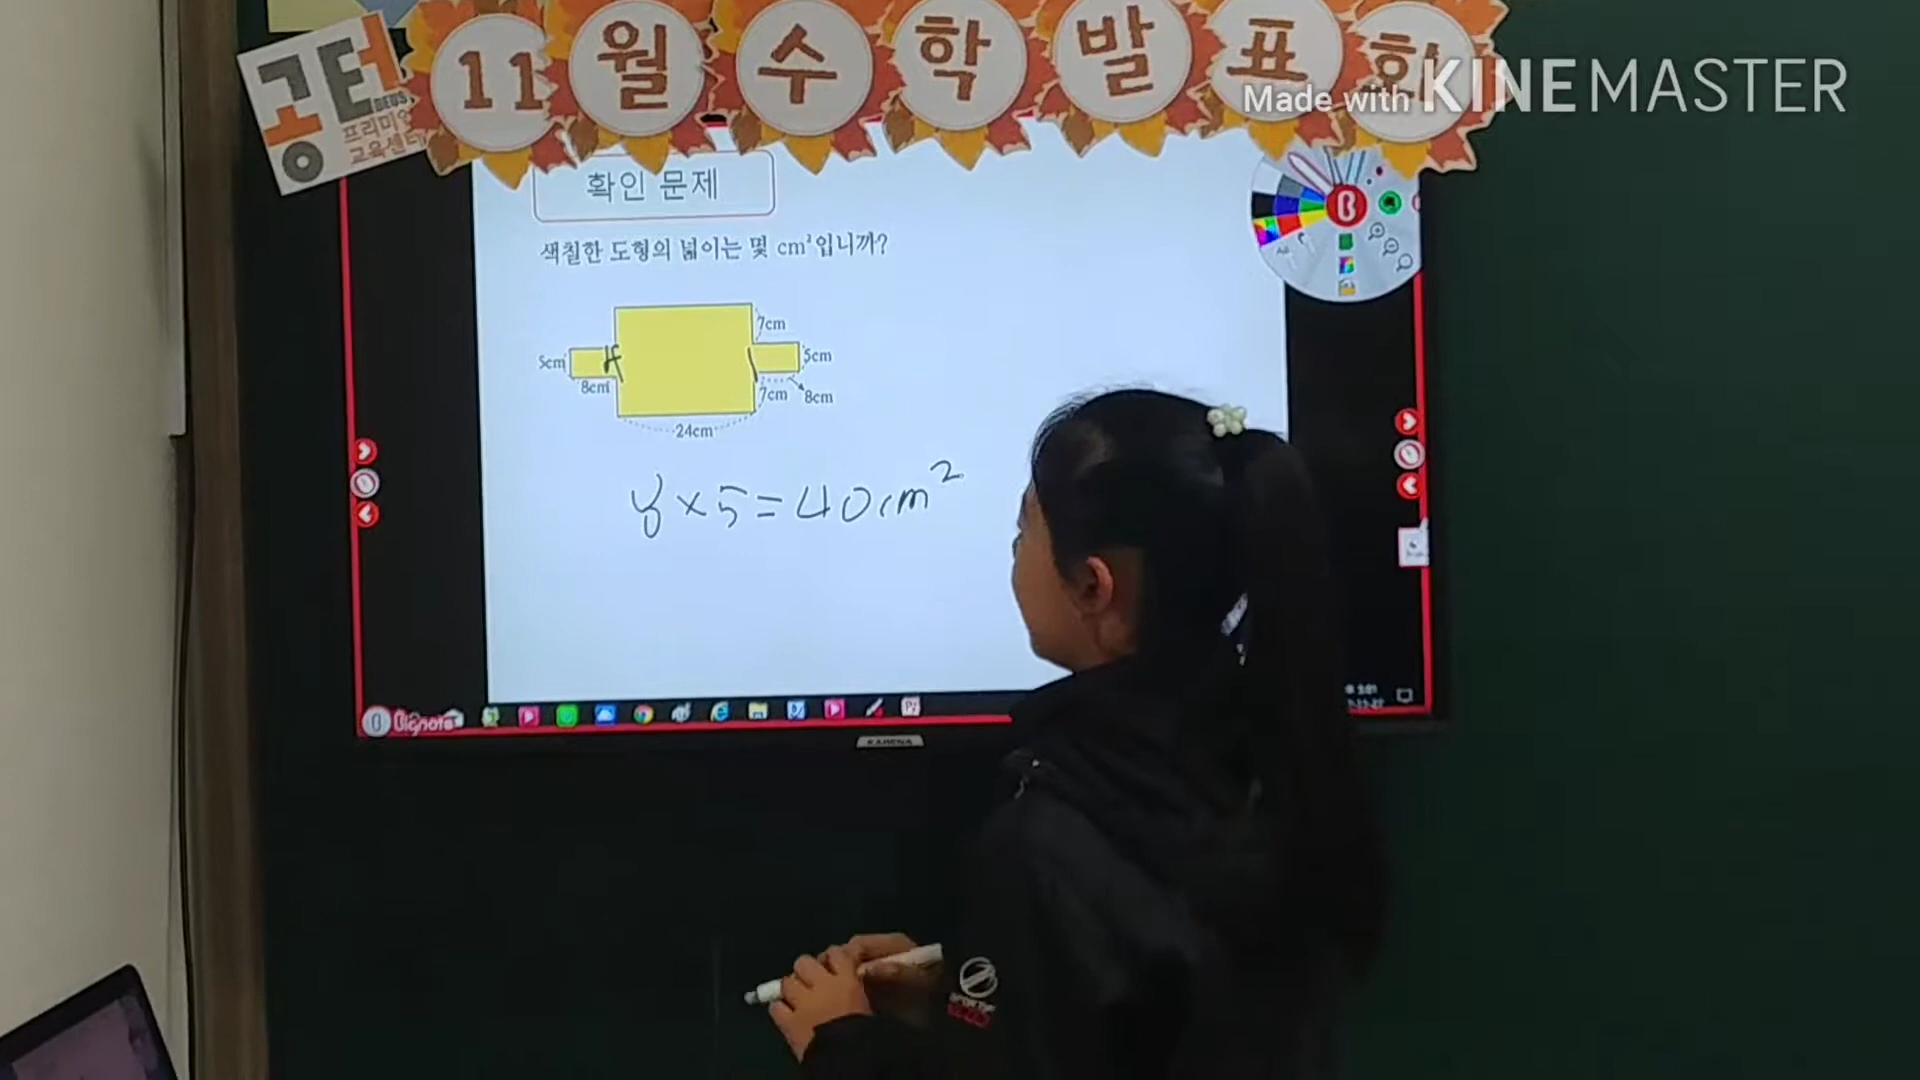 공터
DEUS
프리미엄
교육센터
11월 수학발표회
Made with KINEMASTER
확인 문제
색칠한 도형의 넓이는 몇 cm²입니까?
7cm
5cm
5cm
8cm
7cm
8cm
24cm
8×5=40cm²
Bignote